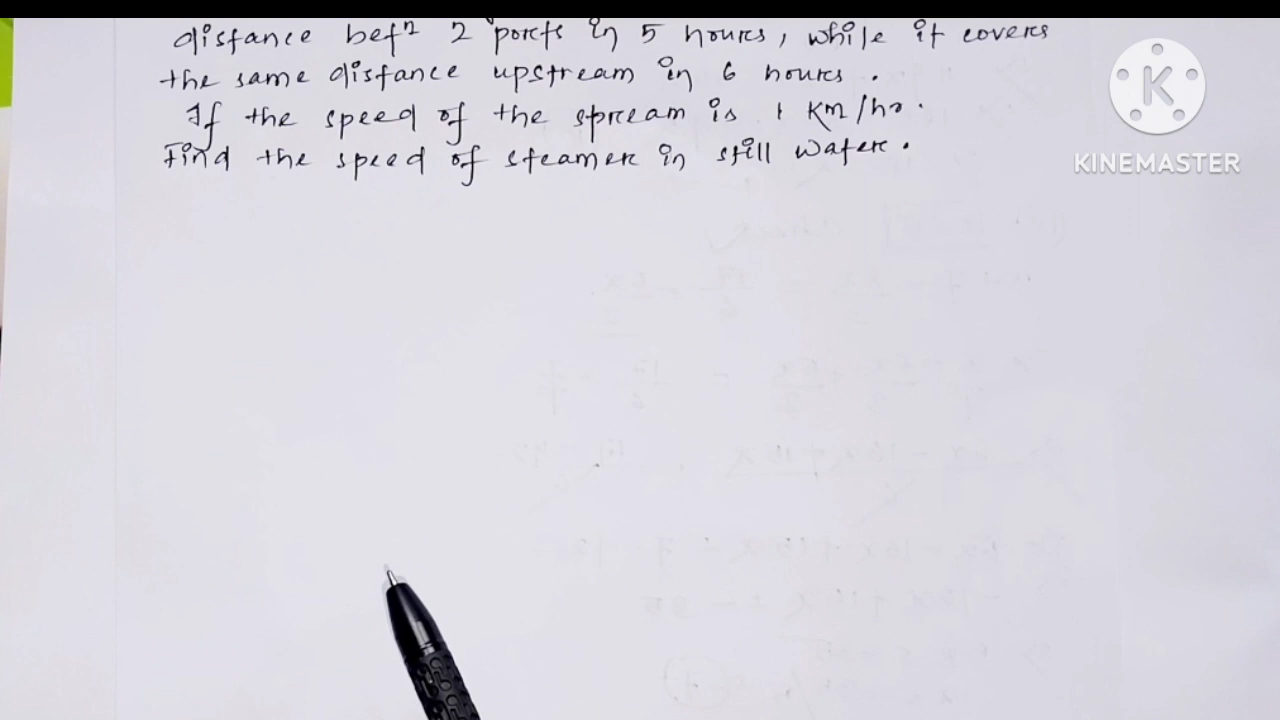 distance betn 2 ports in 5 hours, while it covers
the same distance upstream in 6 hours.
If the speed of the stream is 1 Km/hr.
Find the speed of steamer in still water.
K
KINEMASTER